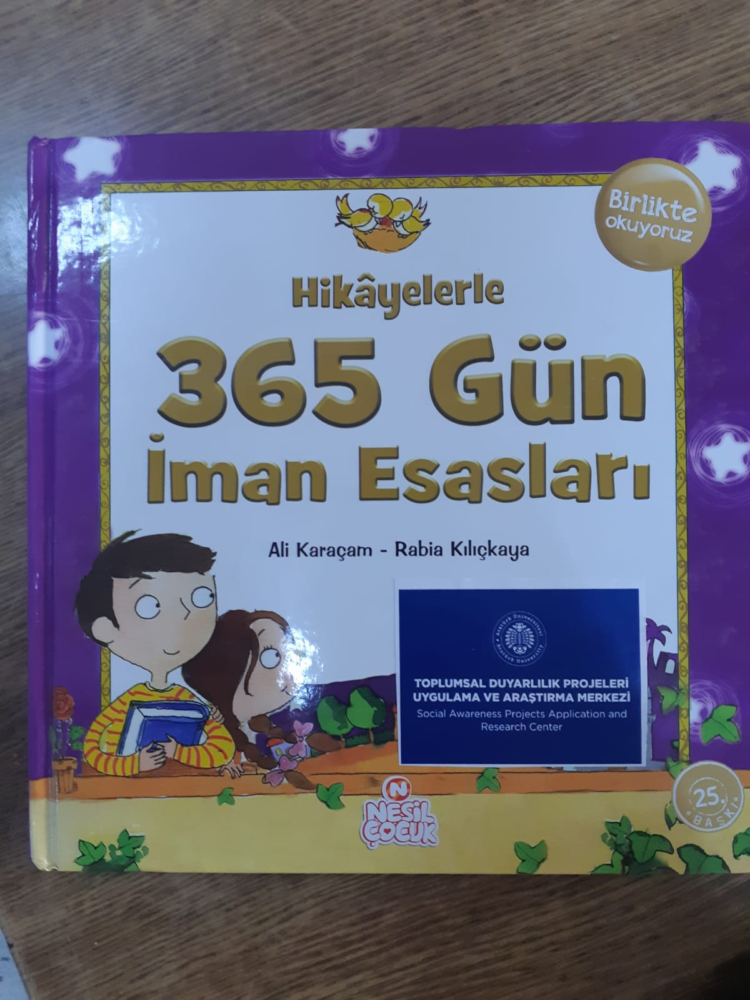 Birlikte
okuyoruz
Hikâyelerle
365 Gün
İman Esasları
Ali Karaçam - Rabia Kılıçkaya
Atatürk Üniversitesi
Atatürk University
TOPLUMSAL DUYARLILIK PROJELERİ
UYGULAMA VE ARAŞTIRMA MERKEZİ
Social Awareness Projects Application and
Research Center
N
NESİL
ÇOCUK
25.
BASKI